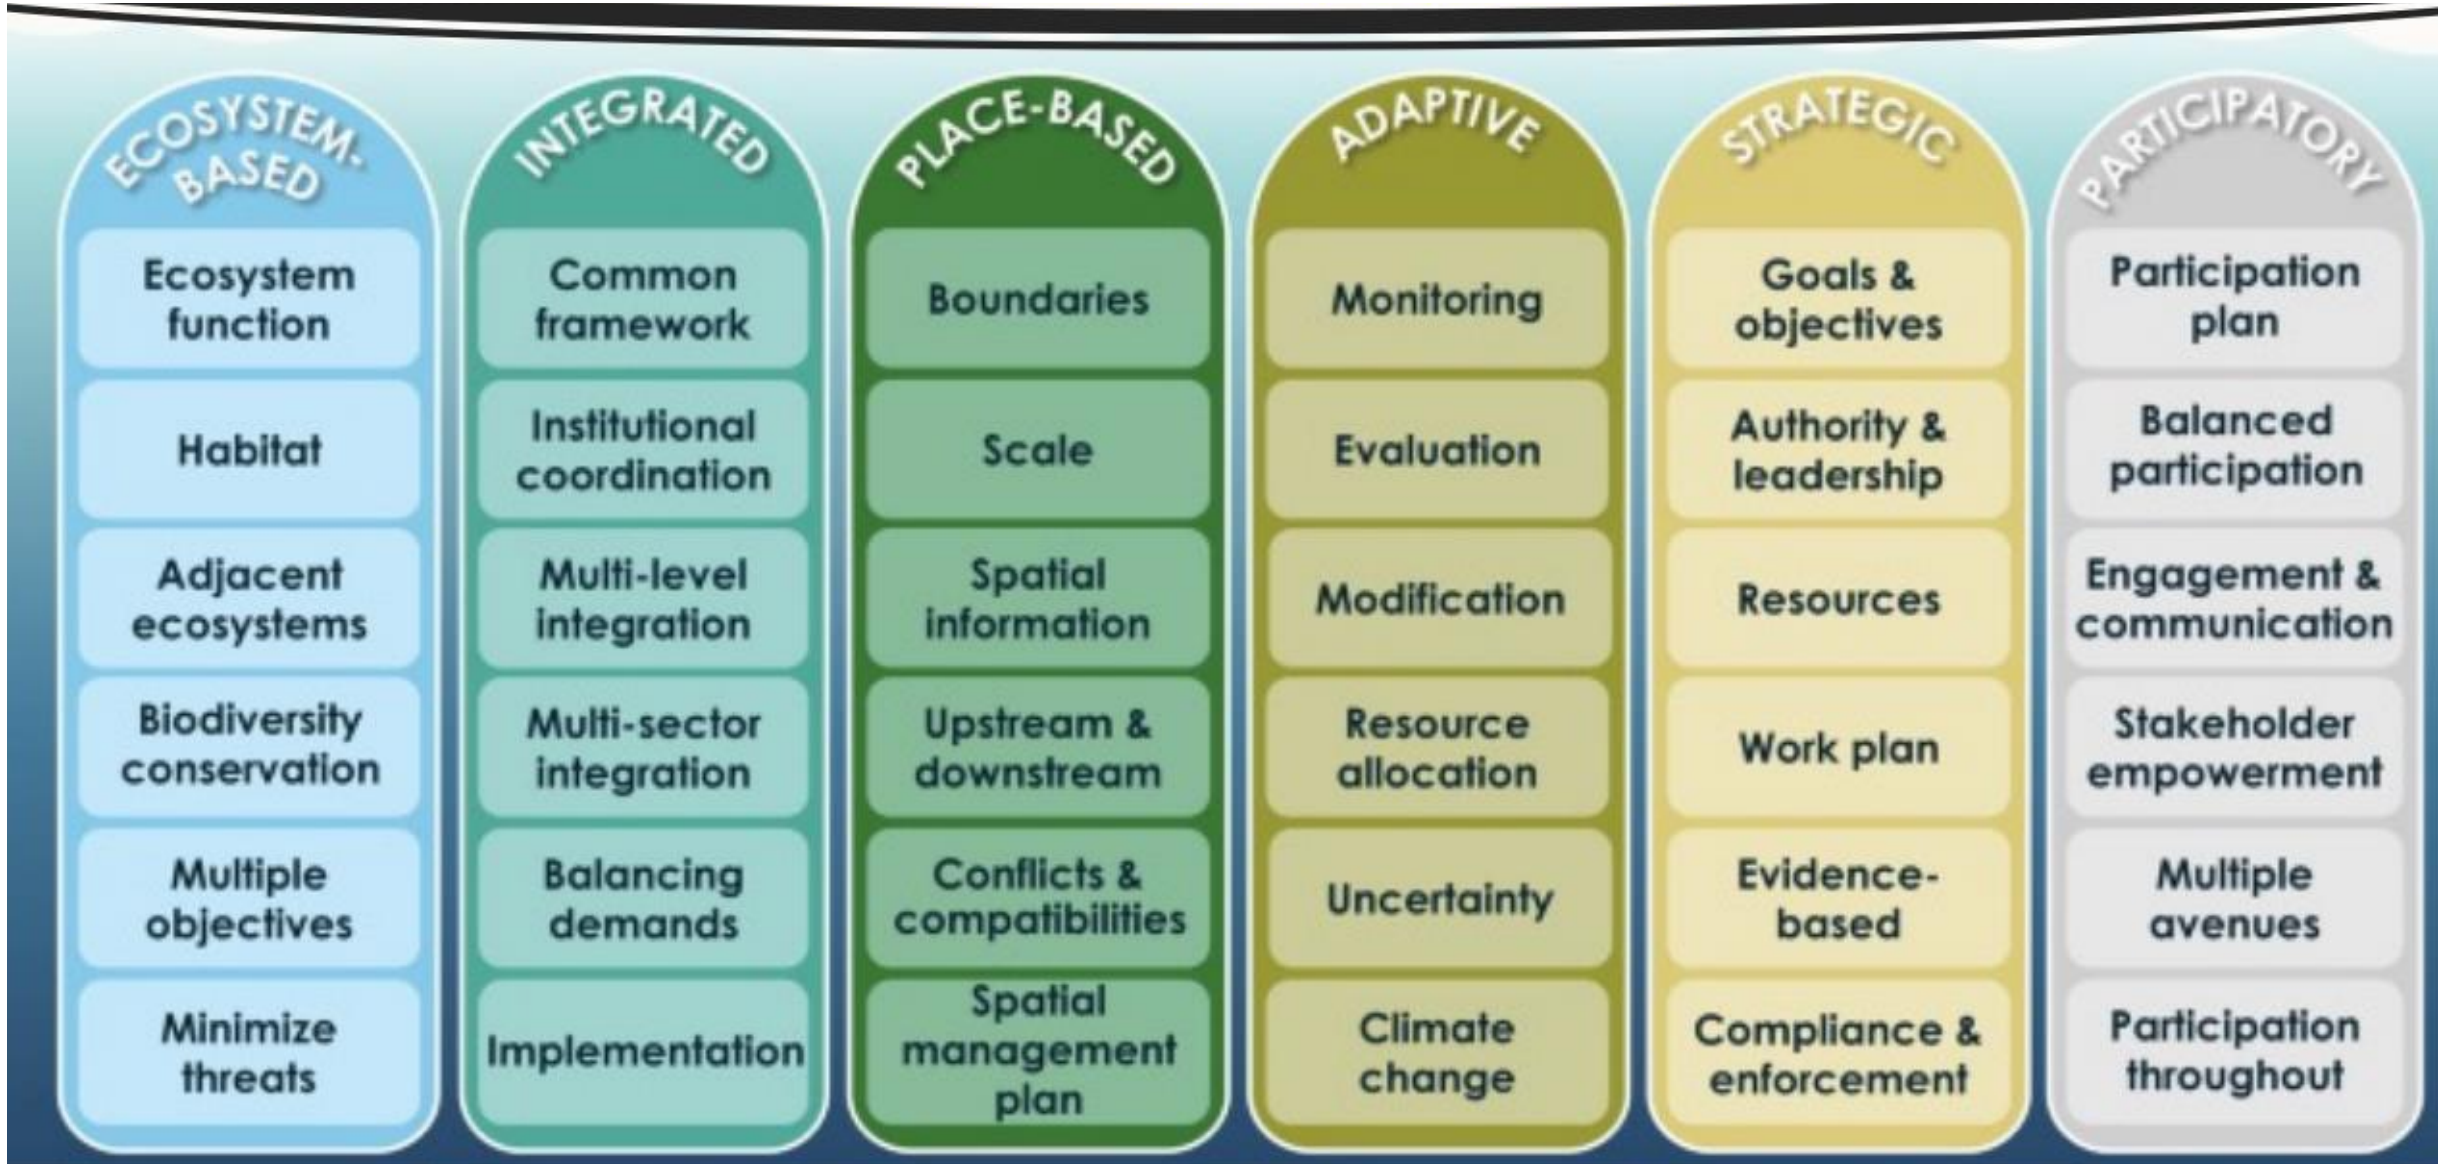 ECOSYSTEM-
BASED
Ecosystem
function
Habitat
Adjacent
ecosystems
Biodiversity
conservation
Multiple
objectives
Minimize
threats
INTEGRATED
Common
framework
Institutional
coordination
Multi-level
integration
Multi-sector
integration
Balancing
demands
Implementation
PLACE-BASED
Boundaries
Scale
Spatial
information
Upstream &
downstream
Conflicts &
compatibilities
Spatial
management
plan
ADAPTIVE
Monitoring
Evaluation
Modification
Resource
allocation
Uncertainty
Climate
change
STRATEGIC
Goals &
objectives
Authority &
leadership
Resources
Work plan
Evidence-
based
Compliance &
enforcement
PARTICIPATORY
Participation
plan
Balanced
participation
Engagement &
communication
Stakeholder
empowerment
Multiple
avenues
Participation
throughout